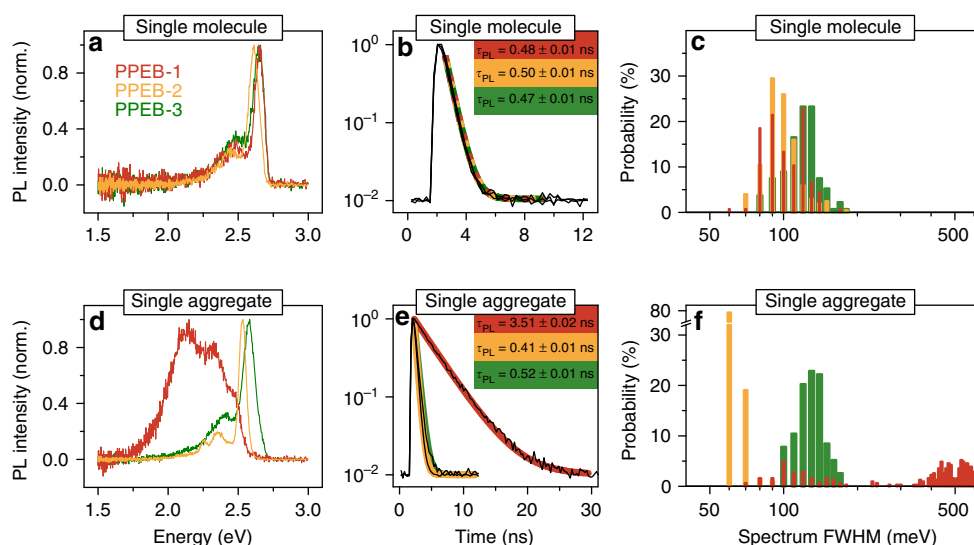 Single molecule
a
PL intensity (norm.)
PPEB-1
PPEB-2
PPEB-3
0.8
0.4
0.0
1.5 2.0 2.5 3.0
Single molecule
b
τPL = 0.48 ± 0.01 ns
τPL = 0.50 ± 0.01 ns
τPL = 0.47 ± 0.01 ns
10⁰
10⁻¹
10⁻²
0 4 8 12
Single molecule
c
Probability (%)
30
20
10
0
50 100 500
Single aggregate
d
PL intensity (norm.)
0.8
0.4
0.0
1.5 2.0 2.5 3.0
Energy (eV)
Single aggregate
e
τPL = 3.51 ± 0.02 ns
τPL = 0.41 ± 0.01 ns
τPL = 0.52 ± 0.01 ns
10⁰
10⁻¹
10⁻²
0 10 20 30
Time (ns)
Single aggregate
f
Probability (%)
80
30
20
10
0
50 100 500
Spectrum FWHM (meV)